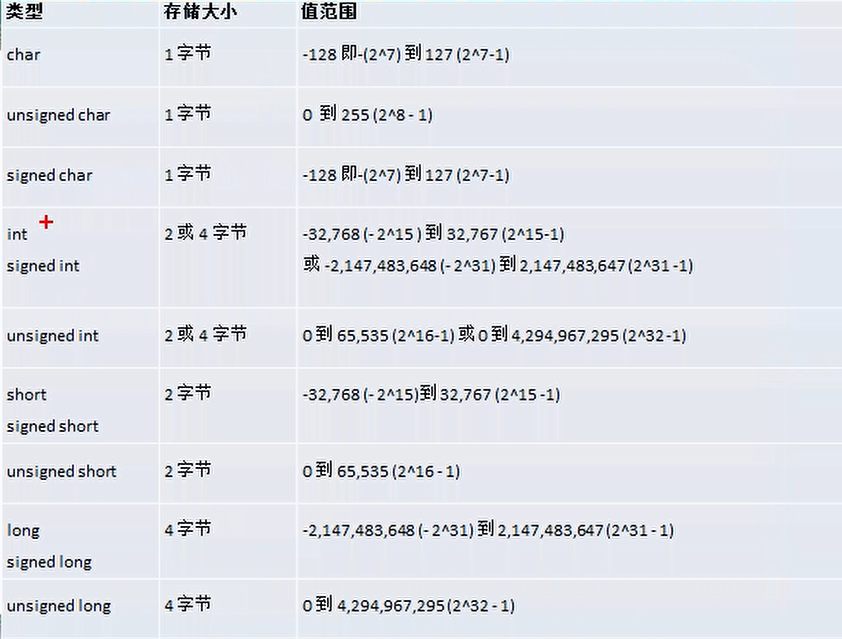 类型 存储大小 值范围
char 1 字节 -128 即-(2^7) 到 127 (2^7-1)
unsigned char 1 字节 0 到 255 (2^8 - 1)
signed char 1 字节 -128 即-(2^7) 到 127 (2^7-1)
int 2 或 4 字节 -32,768 (- 2^15 ) 到 32,767 (2^15-1)
signed int 或 -2,147,483,648 (- 2^31) 到 2,147,483,647 (2^31 -1)
unsigned int 2 或 4 字节 0 到 65,535 (2^16-1) 或 0 到 4,294,967,295 (2^32 -1)
short 2 字节 -32,768 (- 2^15)到 32,767 (2^15 -1)
signed short
unsigned short 2 字节 0 到 65,535 (2^16 - 1)
long 4 字节 -2,147,483,648 (- 2^31) 到 2,147,483,647 (2^31 - 1)
signed long
unsigned long 4 字节 0 到 4,294,967,295 (2^32 - 1)